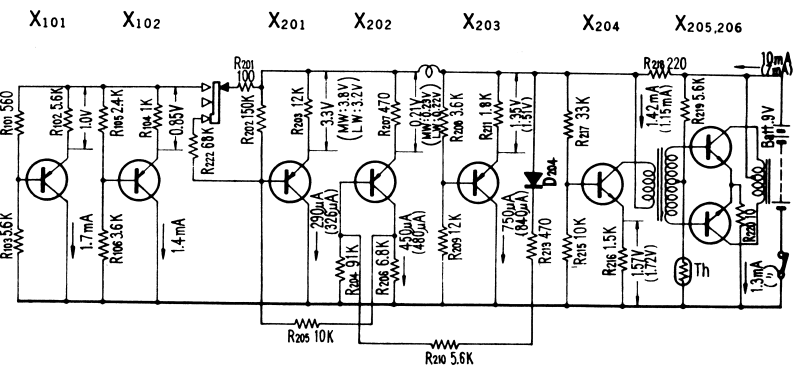 X101 X102 X201 X202 X203 X204 X205,206
R101 560
R102 5.6K
1.0V
R105 2.4K
R104 1K
0.85V
R201
100
R222 68K
R202 150K
R203 12K
3.3V
(MW:3.8V
LW:3.2V)
R207 470
0.21V
R208 3.6K
R211 1.8K
1.35V
(1.51V)
D204
R217 33K
R218 220
1.42mA
(1.15mA)
R219 5.6K
10mA
Batt. 9V
R103 3.6K
1.7mA
R106 3.6K
1.4mA
290μA
(326μA)
R204 91K
R206 6.8K
450μA
(480μA)
R209 12K
750μA
(840μA)
R213 470
R215 10K
R216 1.5K
1.57V
(1.72V)
Th
R220 10
1.3mA
(")
R205 10K
R210 5.6K